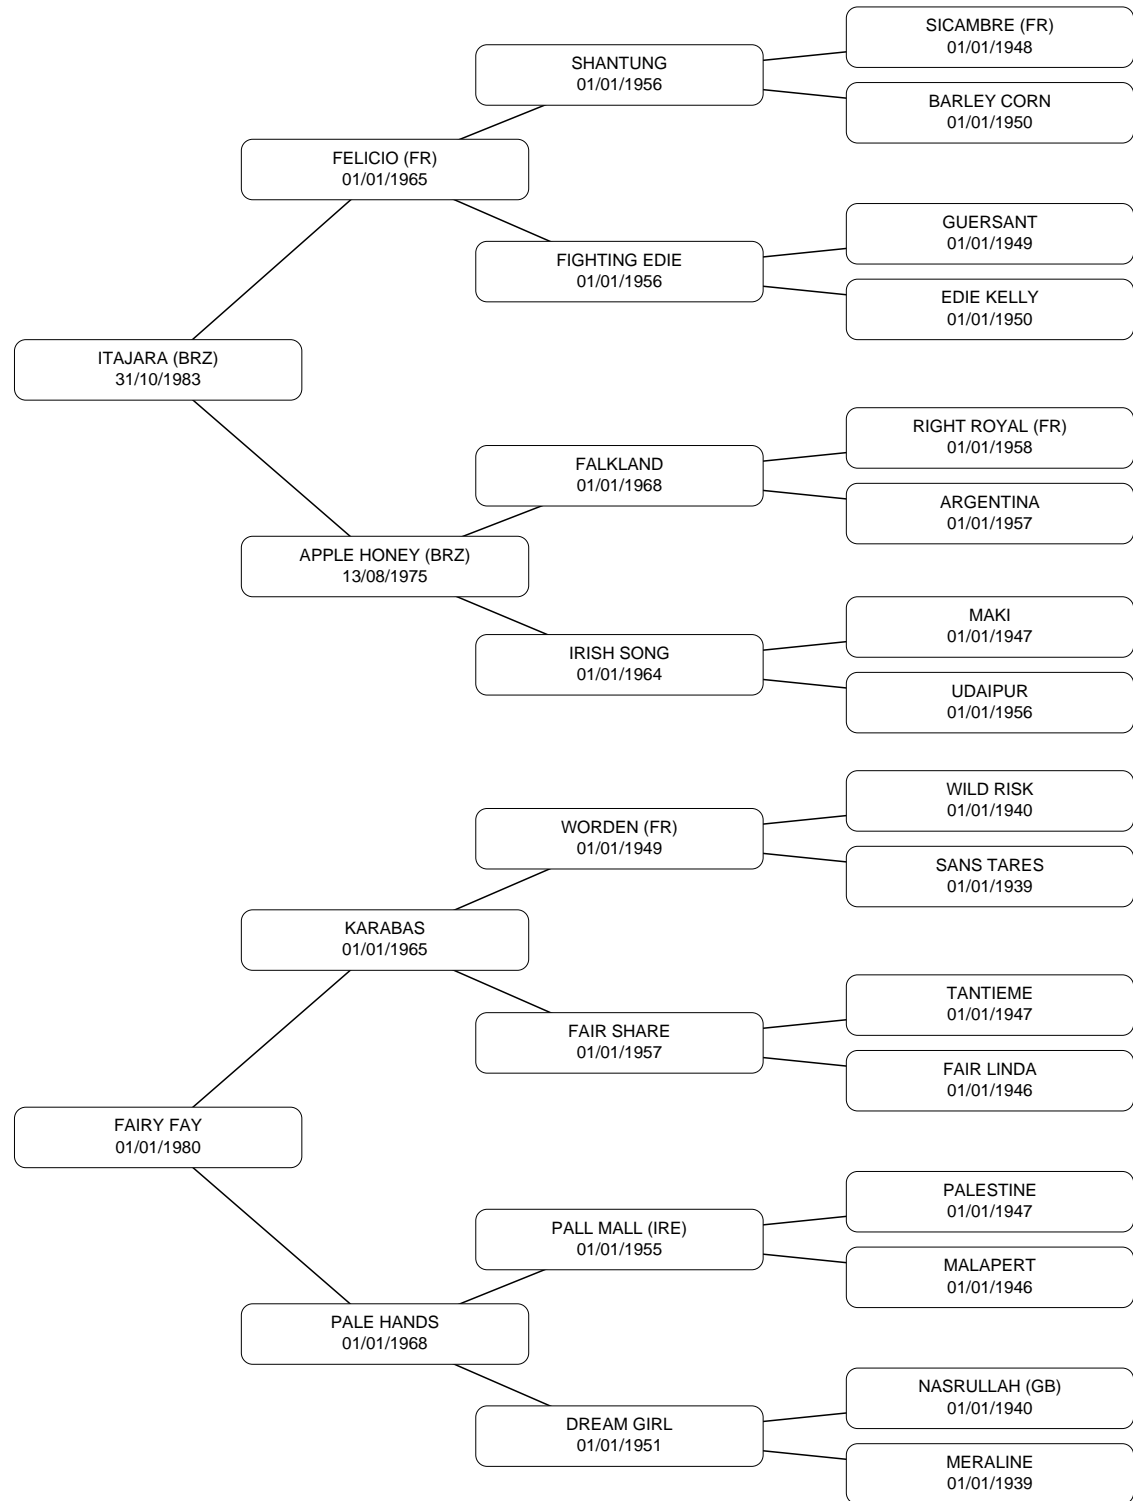 SICAMBRE (FR)
01/01/1948
SHANTUNG
01/01/1956
BARLEY CORN
01/01/1950
FELICIO (FR)
01/01/1965
GUERSANT
01/01/1949
FIGHTING EDIE
01/01/1956
EDIE KELLY
01/01/1950
ITAJARA (BRZ)
31/10/1983
RIGHT ROYAL (FR)
01/01/1958
FALKLAND
01/01/1968
ARGENTINA
01/01/1957
APPLE HONEY (BRZ)
13/08/1975
MAKI
01/01/1947
IRISH SONG
01/01/1964
UDAIPUR
01/01/1956
WILD RISK
01/01/1940
WORDEN (FR)
01/01/1949
SANS TARES
01/01/1939
KARABAS
01/01/1965
TANTIEME
01/01/1947
FAIR SHARE
01/01/1957
FAIR LINDA
01/01/1946
FAIRY FAY
01/01/1980
PALESTINE
01/01/1947
PALL MALL (IRE)
01/01/1955
MALAPERT
01/01/1946
PALE HANDS
01/01/1968
NASRULLAH (GB)
01/01/1940
DREAM GIRL
01/01/1951
MERALINE
01/01/1939